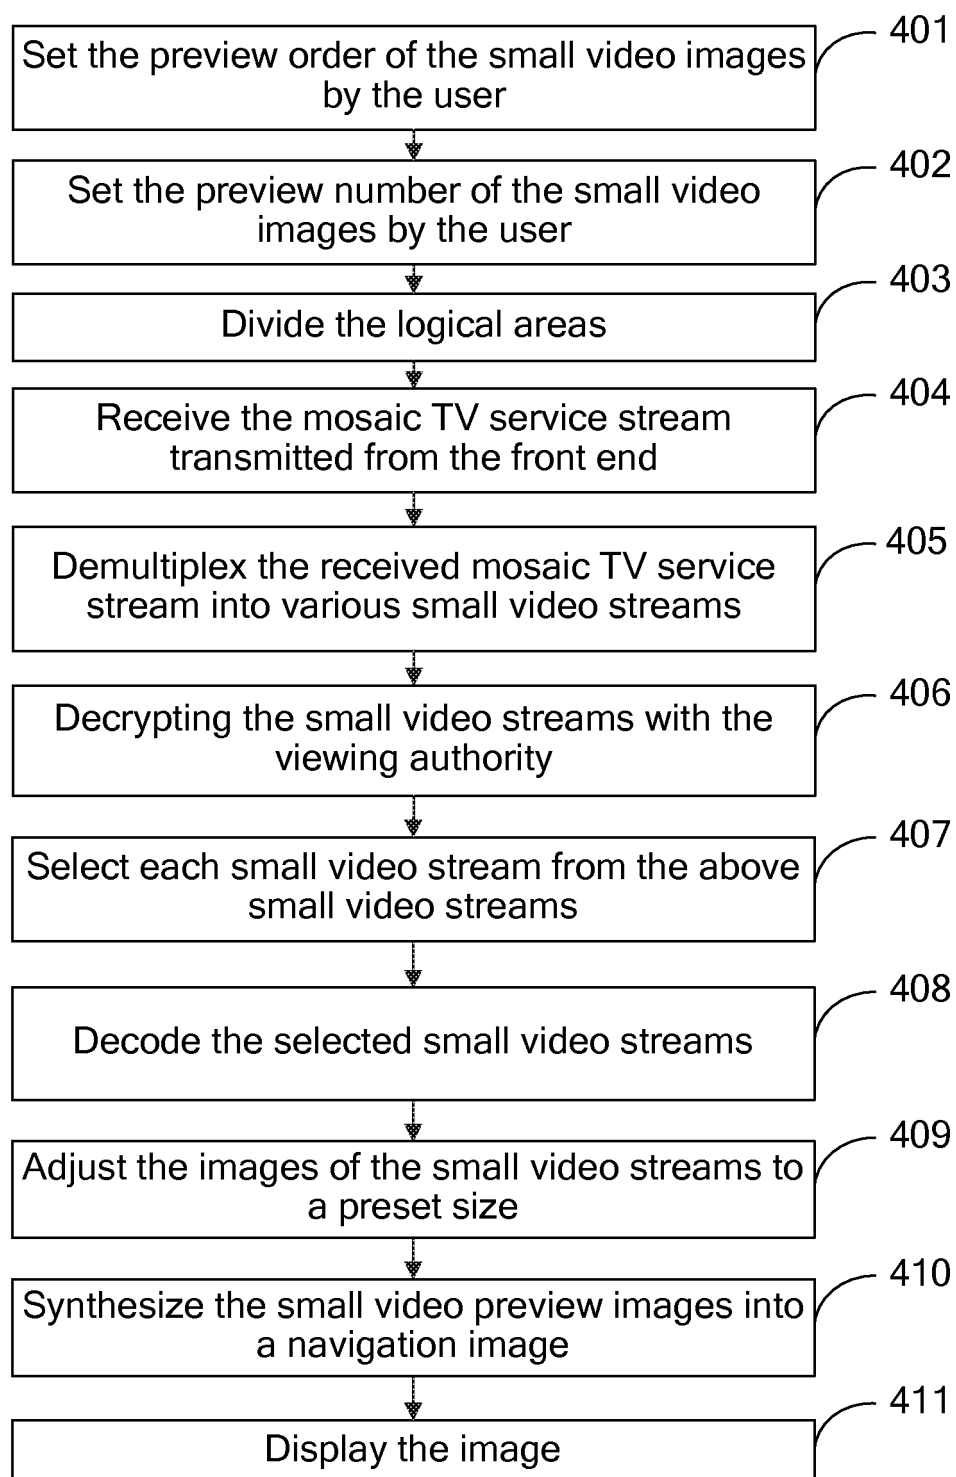 401
Set the preview order of the small video images
by the user
402
Set the preview number of the small video
images by the user
403
Divide the logical areas
404
Receive the mosaic TV service stream
transmitted from the front end
405
Demultiplex the received mosaic TV service
stream into various small video streams
406
Decrypting the small video streams with the
viewing authority
407
Select each small video stream from the above
small video streams
408
Decode the selected small video streams
409
Adjust the images of the small video streams to
a preset size
410
Synthesize the small video preview images into
a navigation image
411
Display the image